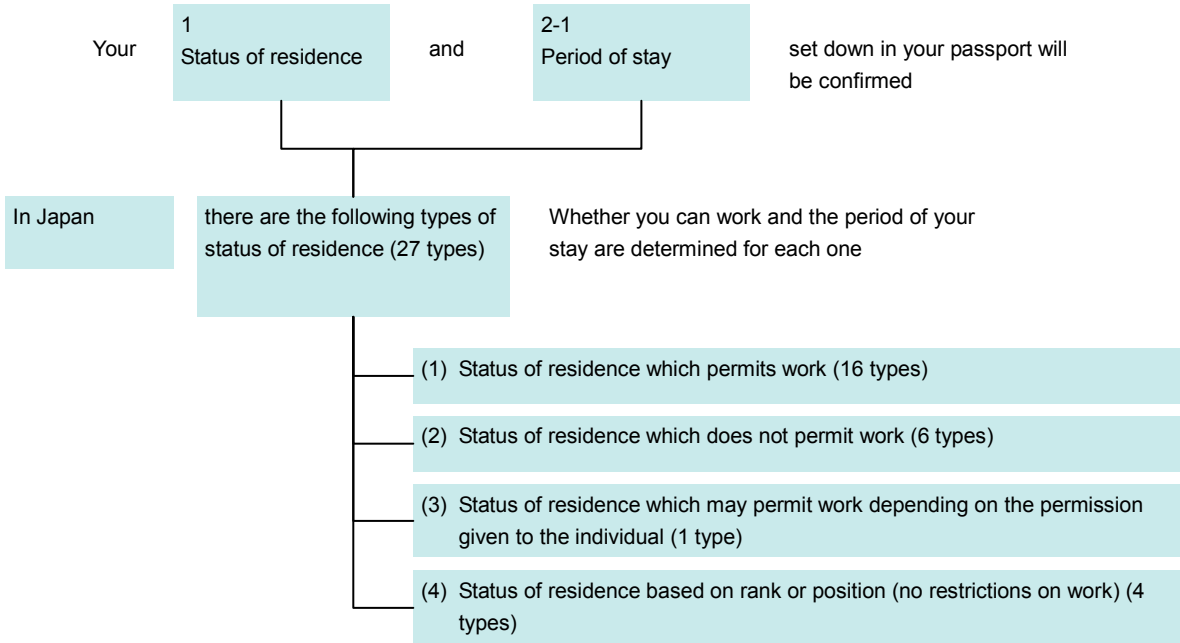 Your
1
Status of residence
and
2-1
Period of stay
set down in your passport will
be confirmed
In Japan
there are the following types of
status of residence (27 types)
Whether you can work and the period of your
stay are determined for each one
(1) Status of residence which permits work (16 types)
(2) Status of residence which does not permit work (6 types)
(3) Status of residence which may permit work depending on the permission
given to the individual (1 type)
(4) Status of residence based on rank or position (no restrictions on work) (4
types)